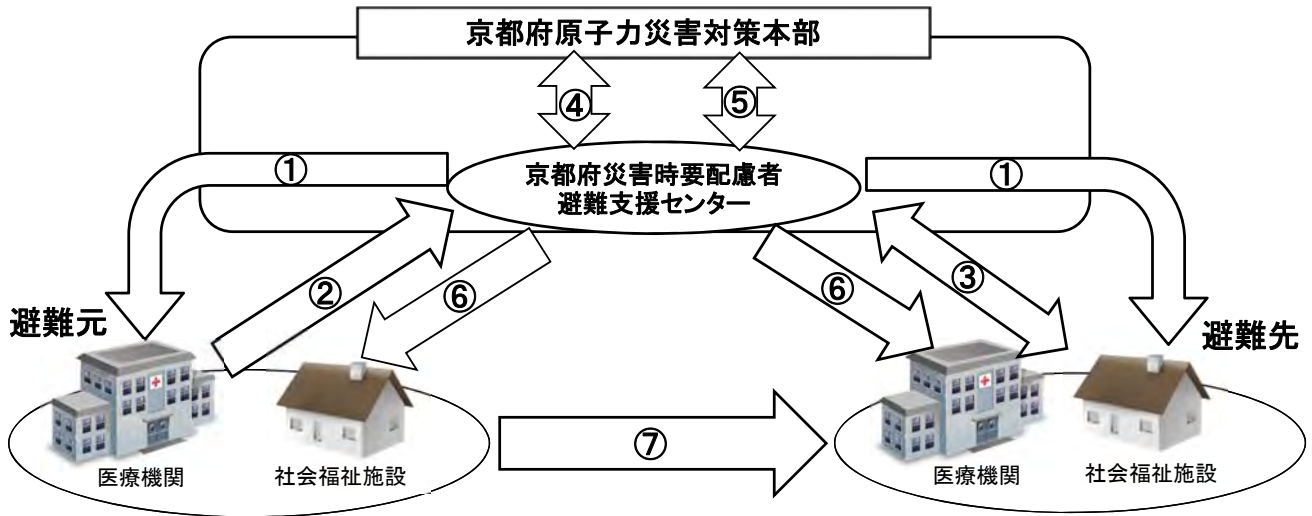 京都府原子力災害対策本部
④
⑤
京都府災害時要配慮者
避難支援センター
①
①
②
⑥
⑥
③
避難元
避難先
医療機関
社会福祉施設
⑦
医療機関
社会福祉施設